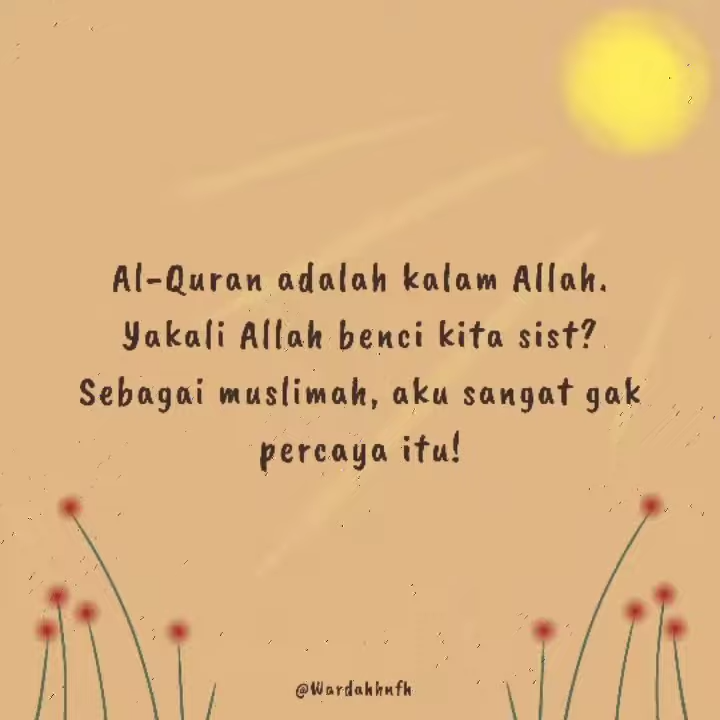 Al-Quran adalah kalam Allah.
Yakali Allah benci kita sist?
Sebagai muslimah, aku sangat gak
percaya itu!
@Wardahhnfh